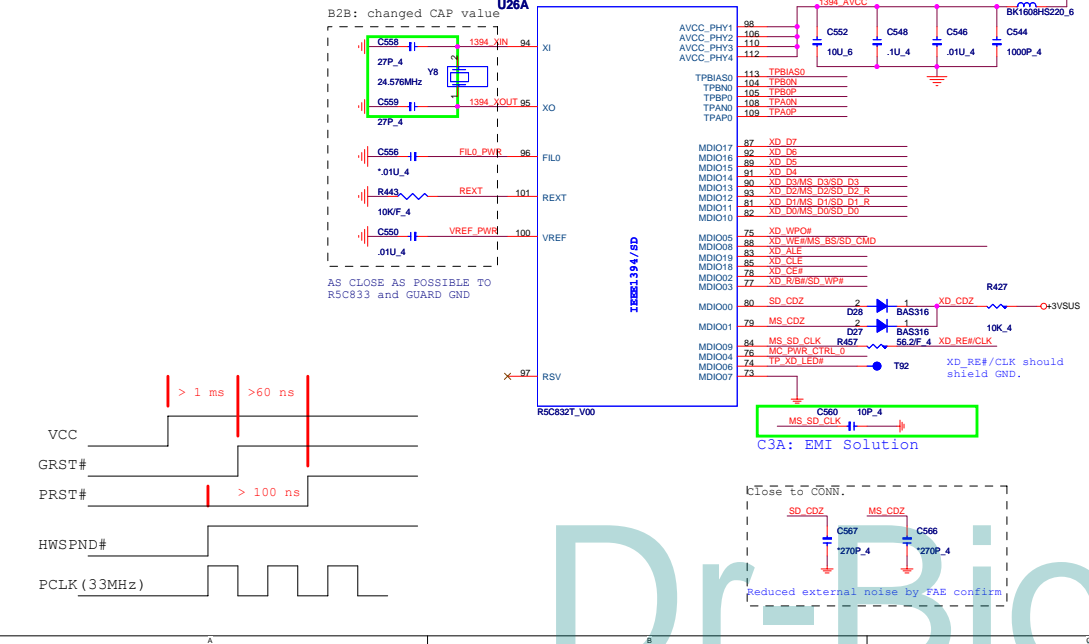 U26A
1394_AVCC
BK1608HS220_6
B2B: changed CAP value
C558
27P_4
24.576MHz
Y8
2
1
C559
27P_4
1394_XIN
94
XI
1394_XOUT
95
XO
C556
*.01U_4
FIL0_PWR
96
FIL0
R443
10K/F_4
REXT
101
REXT
C550
.01U_4
VREF_PWR
100
VREF
AS CLOSE AS POSSIBLE TO
R5C833 and GUARD GND
97
RSV
IEEE1394/SD
R5C832T_V00
AVCC_PHY1 98
AVCC_PHY2 106
AVCC_PHY3 110
AVCC_PHY4 112
C552
10U_6
C548
.1U_4
C546
.01U_4
C544
1000P_4
TPBIAS0 113 TPBIAS0
TPBN0 104 TPB0N
TPBP0 105 TPB0P
TPAN0 108 TPA0N
TPAP0 109 TPA0P
MDIO17 87 XD_D7
MDIO16 92 XD_D6
MDIO15 89 XD_D5
MDIO14 91 XD_D4
MDIO13 90 XD_D3/MS_D3/SD_D3
MDIO12 93 XD_D2/MS_D2/SD_D2_R
MDIO11 81 XD_D1/MS_D1/SD_D1_R
MDIO10 82 XD_D0/MS_D0/SD_D0
MDIO05 75 XD_WPO#
MDIO08 88 XD_WE#/MS_BS/SD_CMD
MDIO19 83 XD_ALE
MDIO18 85 XD_CLE
MDIO02 78 XD_CE#
MDIO03 77 XD_R/B#/SD_WP#
MDIO00 80 SD_CDZ
2 1
D28 BAS316
XD_CDZ
R427
10K_4
+3VSUS
MDIO01 79 MS_CDZ
2 1
D27 BAS316
MDIO09 84 MS_SD_CLK R457 56.2/F_4 XD_RE#/CLK
MDIO04 76 MC_PWR_CTRL_0
MDIO06 74 TP_XD_LED# T92
MDIO07 73
XD_RE#/CLK should
shield GND.
C560 10P_4
MS_SD_CLK
C3A: EMI Solution
> 1 ms
>60 ns
VCC
GRST#
PRST#
> 100 ns
HWSPND#
PCLK(33MHz)
Close to CONN.
SD_CDZ
MS_CDZ
C567
*270P_4
C566
*270P_4
Reduced external noise by FAE confirm
Dr-Bio
A
B